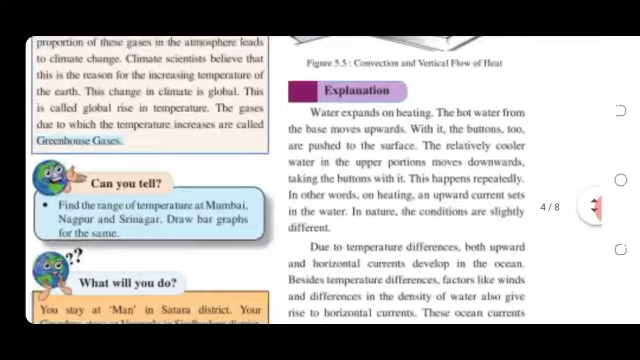 proportion of these gases in the atmosphere leads
to climate change. Climate scientists believe that
this is the reason for the increasing temperature of
the earth. This change in climate is global. This
is called global rise in temperature. The gases
due to which the temperature increases are called
Greenhouse Gases.
Can you tell?
• Find the range of temperature at Mumbai,
Nagpur and Srinagar. Draw bar graphs
for the same.
??
What will you do?
You stay at 'Man' in Satara district. Your
Figure 5.5 : Convection and Vertical Flow of Heat
Explanation
Water expands on heating. The hot water from
the base moves upwards. With it, the buttons, too,
are pushed to the surface. The relatively cooler
water in the upper portions moves downwards,
taking the buttons with it. This happens repeatedly.
In other words, on heating, an upward current sets
in the water. In nature, the conditions are slightly
different.
Due to temperature differences, both upward
and horizontal currents develop in the ocean.
Besides temperature differences, factors like winds
and differences in the density of water also give
rise to horizontal currents. These ocean currents
4 / 8